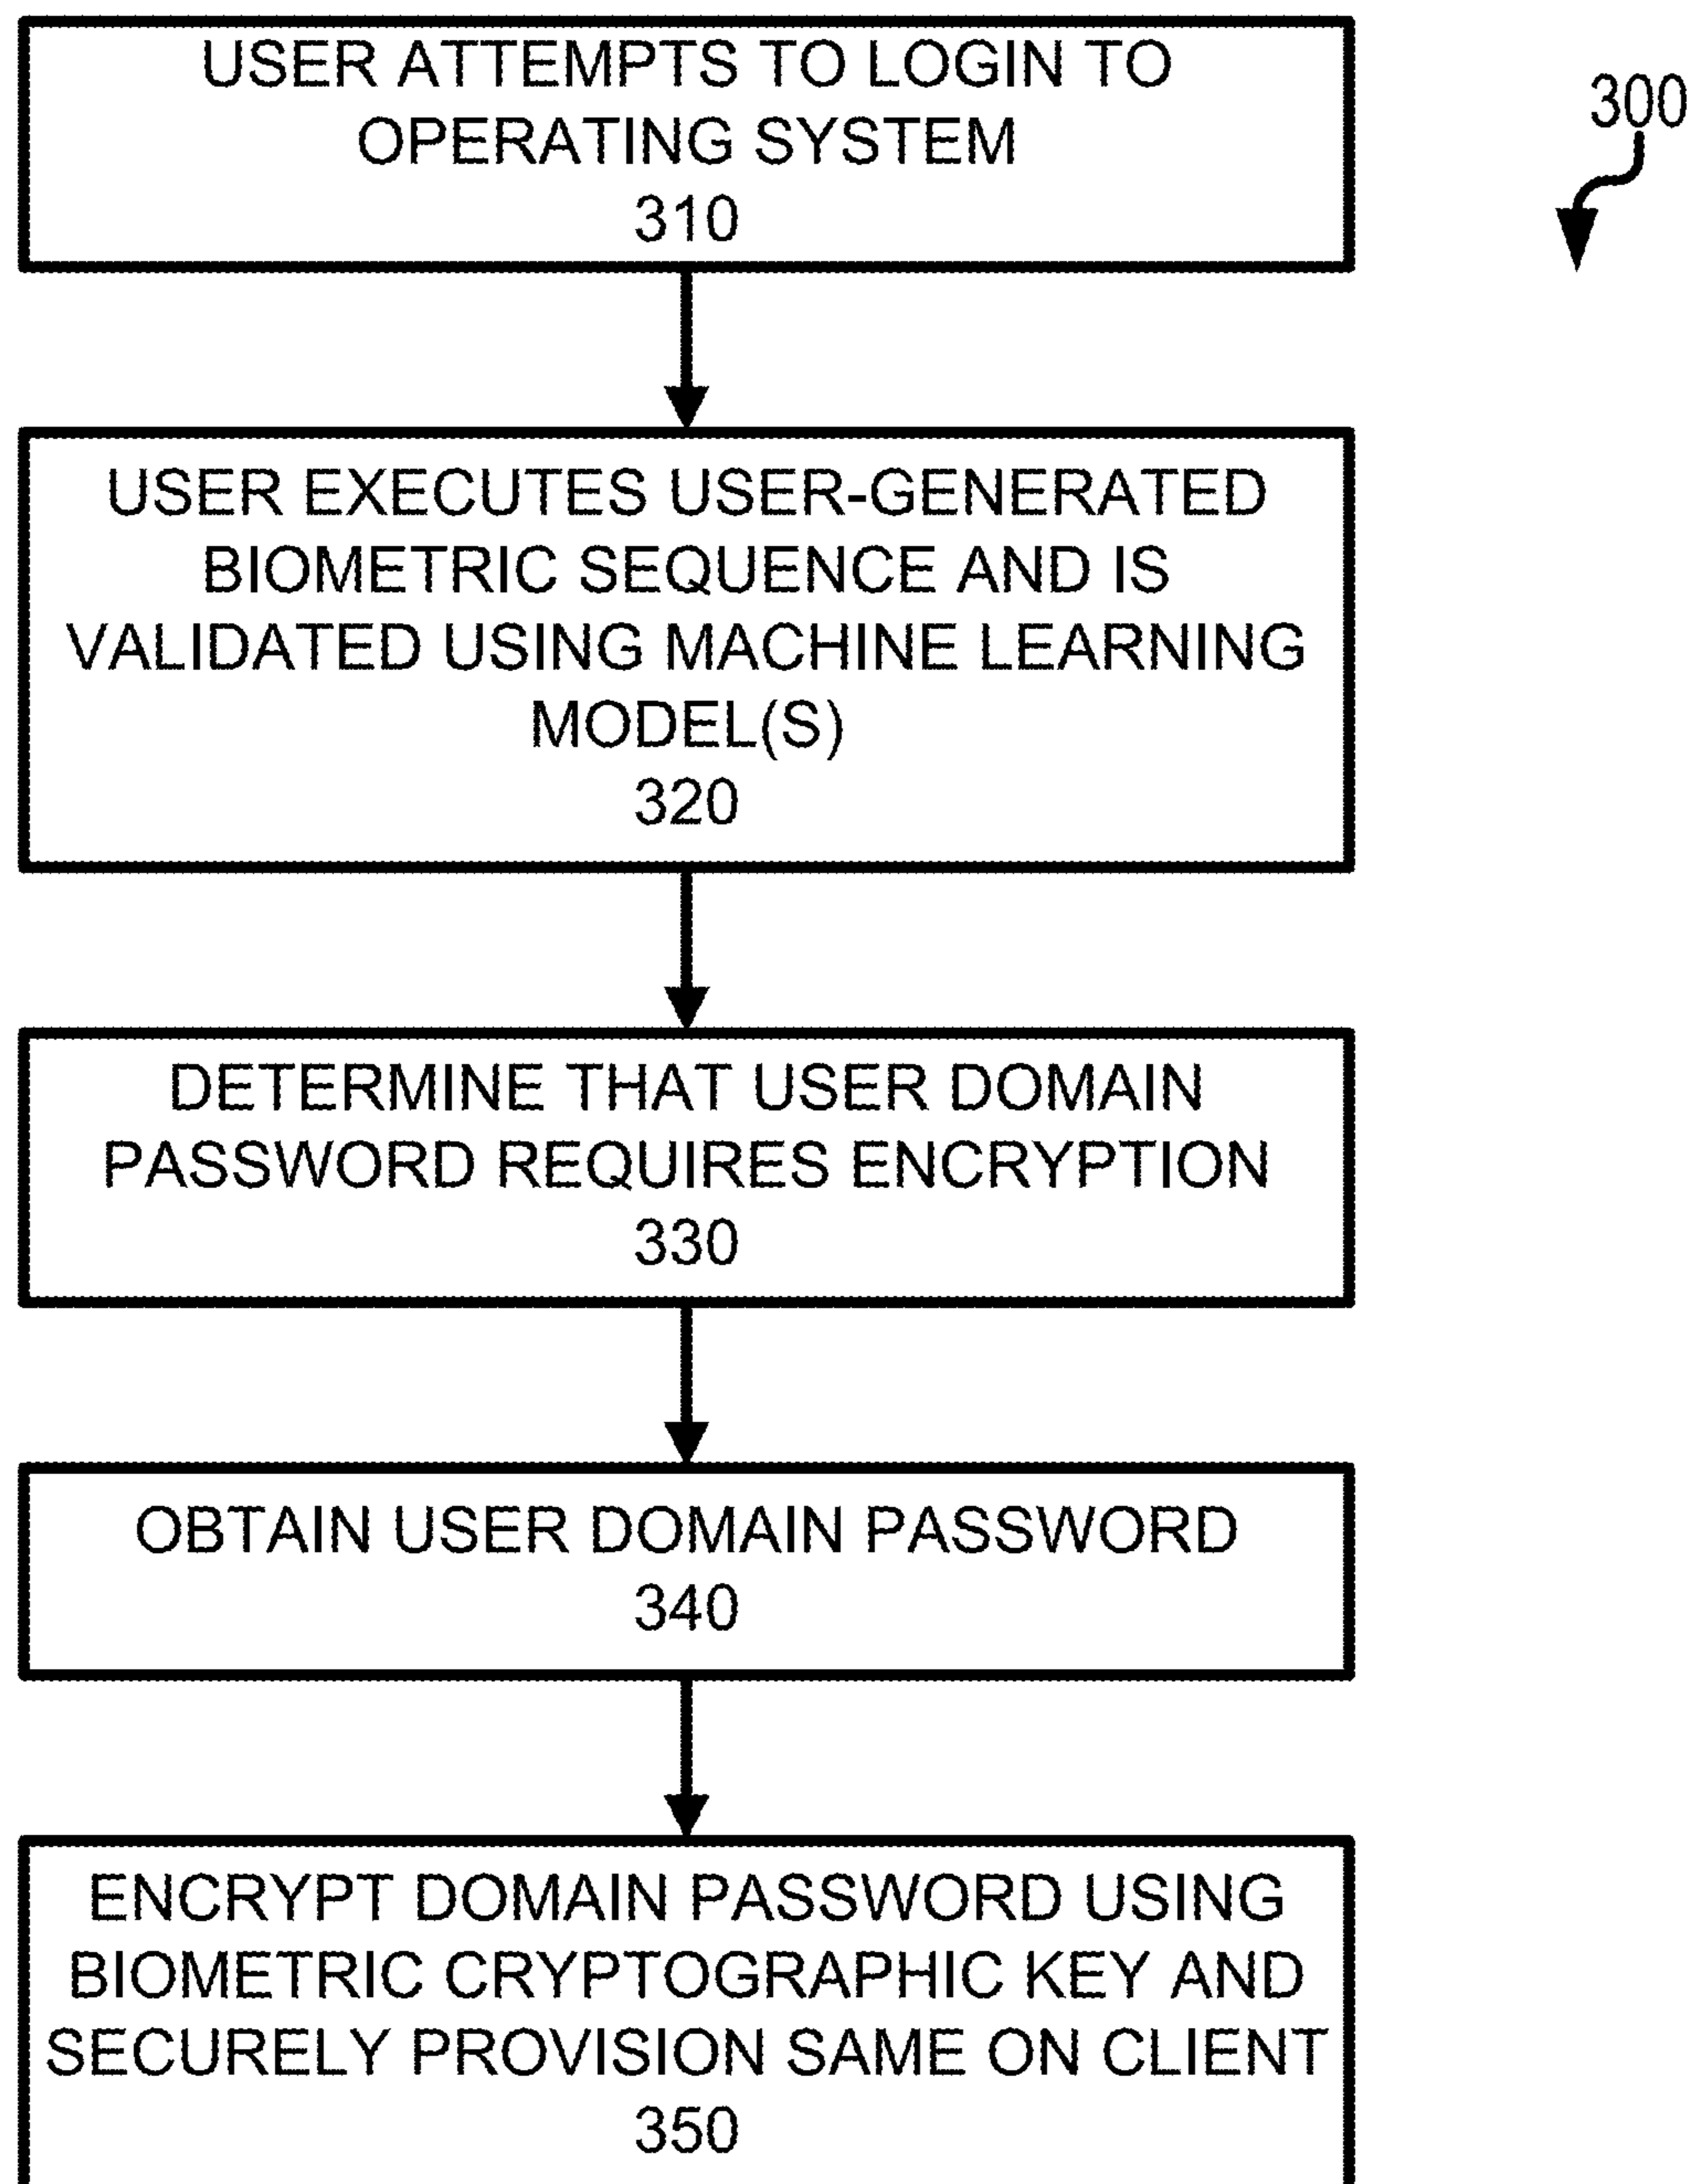 USER ATTEMPTS TO LOGIN TO
OPERATING SYSTEM
310
300
USER EXECUTES USER-GENERATED
BIOMETRIC SEQUENCE AND IS
VALIDATED USING MACHINE LEARNING
MODEL(S)
320
DETERMINE THAT USER DOMAIN
PASSWORD REQUIRES ENCRYPTION
330
OBTAIN USER DOMAIN PASSWORD
340
ENCRYPT DOMAIN PASSWORD USING
BIOMETRIC CRYPTOGRAPHIC KEY AND
SECURELY PROVISION SAME ON CLIENT
350